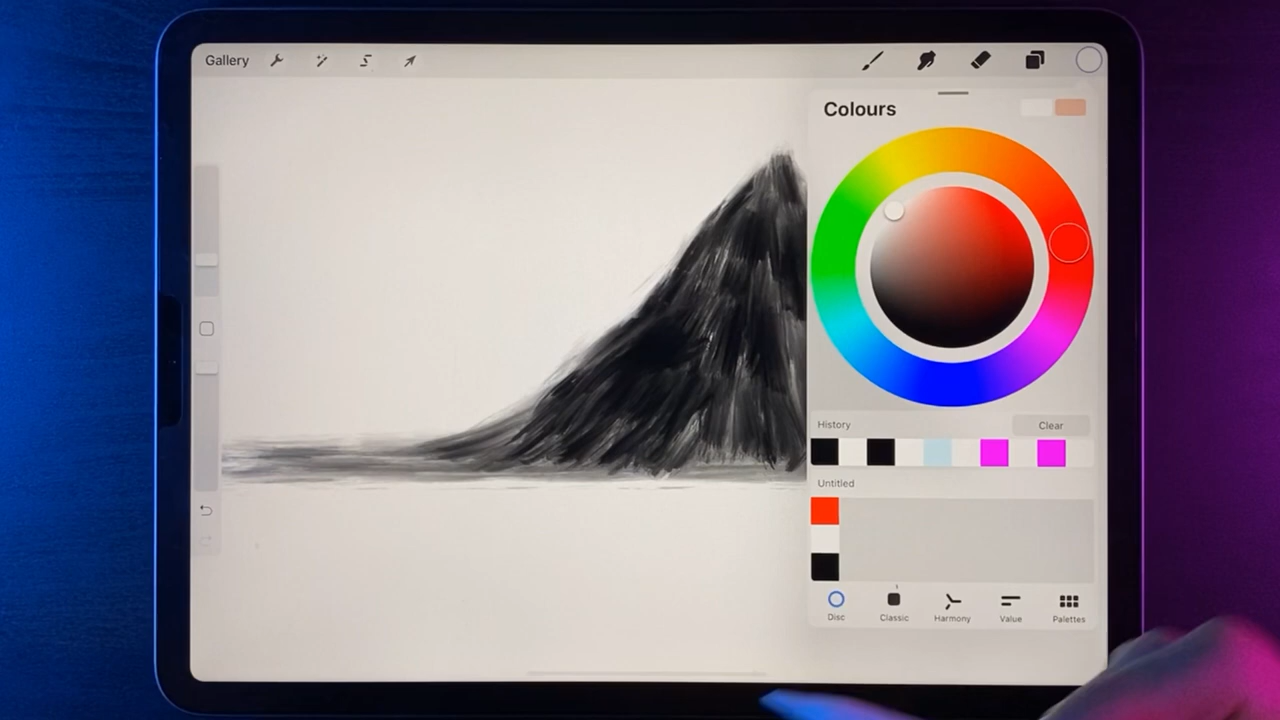 Gallery
Colours
History
Clear
Untitled
Disc
Classic
Harmony
Value
Palettes